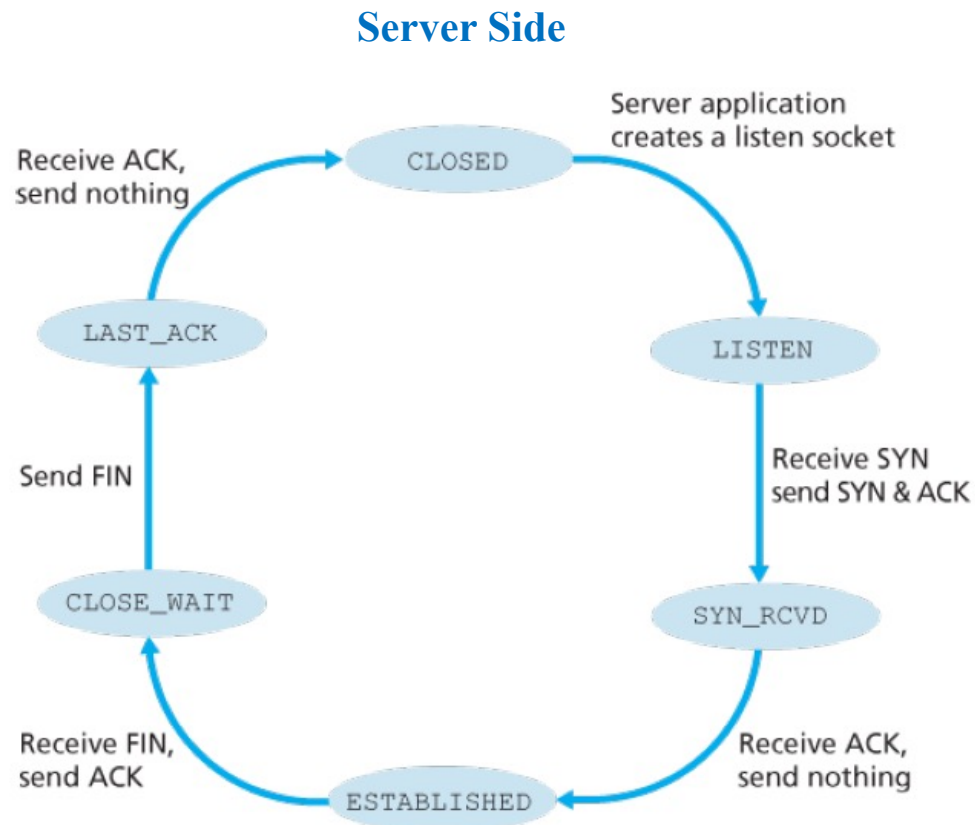 Server Side
CLOSED
Server application
creates a listen socket
LISTEN
Receive SYN
send SYN & ACK
SYN_RCVD
Receive ACK,
send nothing
ESTABLISHED
Receive FIN,
send ACK
CLOSE_WAIT
Send FIN
LAST_ACK
Receive ACK,
send nothing